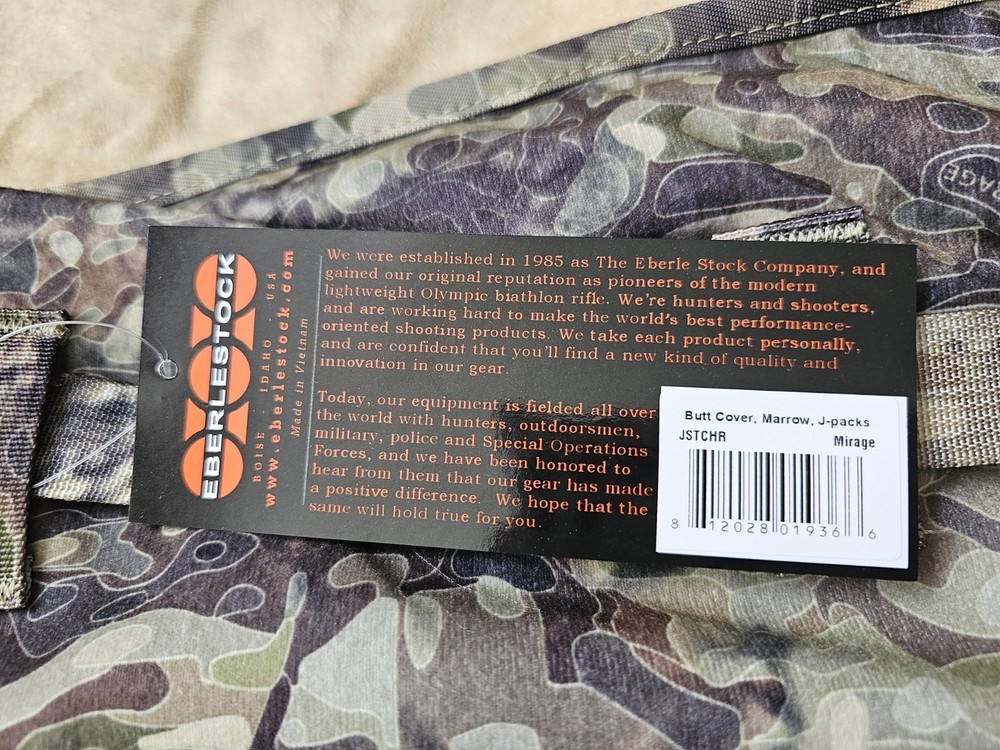 EBERLESTOCK
BOISE · IDAHO · USA
www.eberlestock.com
Made in Vietnam
We were established in 1985 as The Eberle Stock Company, and
gained our original reputation as pioneers of the modern
lightweight Olympic biathlon rifle. We're hunters and shooters,
and are working hard to make the world's best performance-
oriented shooting products. We take each product personally,
and are confident that you'll find a new kind of quality and
innovation in our gear.
Today, our equipment is fielded all over
the world with hunters, outdoorsmen,
military, police and Special Operations
Forces, and we have been honored to
hear from them that our gear has made
a positive difference. We hope that the
same will hold true for you.
Butt Cover, Marrow, J-packs
JSTCHR Mirage
8 12028 01936 6